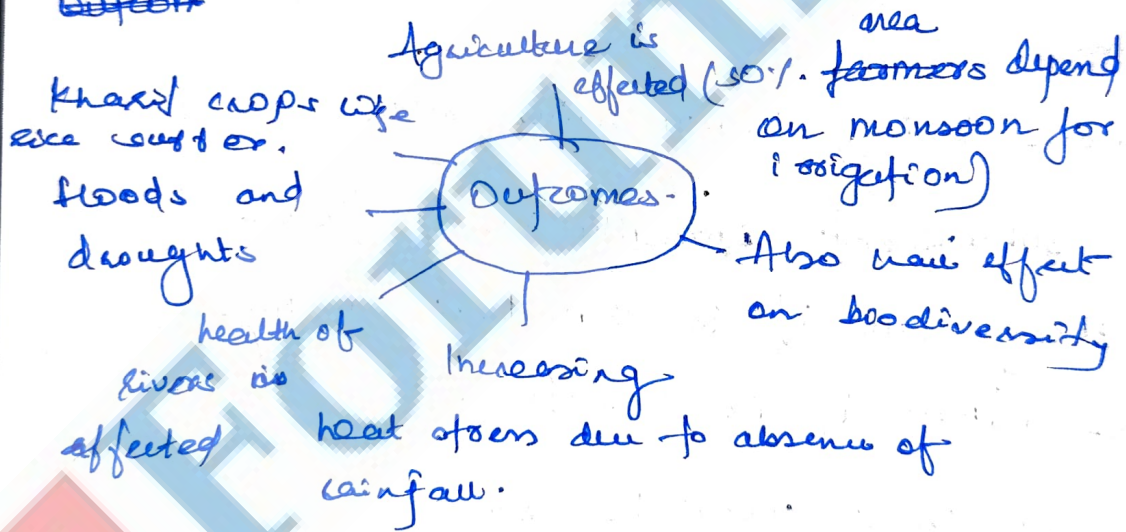 Agriculture is
effected (50%. farmers area depend
on monsoon for
irrigation)
Kharif crops like
rice suffer.
floods and
droughts
Outcomes.
Also have effect
on biodiversity
health of
rivers is
affected
Increasing
heat stress due to absence of
rainfall.
Forum